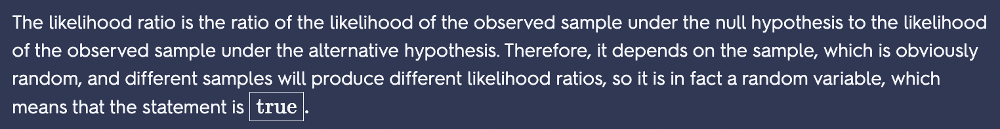 The likelihood ratio is the ratio of the likelihood of the observed sample under the null hypothesis to the likelihood
of the observed sample under the alternative hypothesis. Therefore, it depends on the sample, which is obviously
random, and different samples will produce different likelihood ratios, so it is in fact a random variable, which
means that the statement is true.